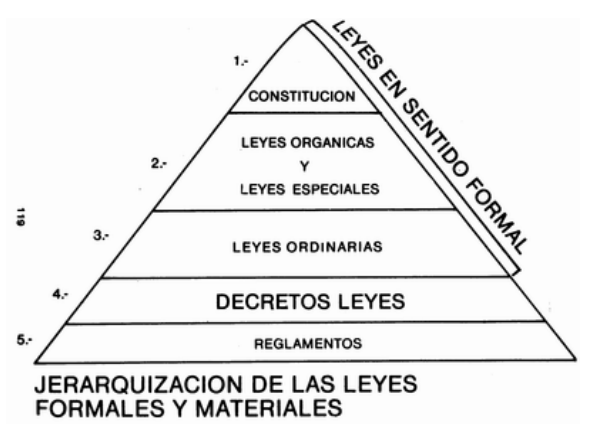 LEYES EN SENTIDO FORMAL
1.-
CONSTITUCION
2.-
LEYES ORGANICAS
Y
LEYES ESPECIALES
119
3.-
LEYES ORDINARIAS
4.-
DECRETOS LEYES
5.-
REGLAMENTOS
JERARQUIZACION DE LAS LEYES
FORMALES Y MATERIALES